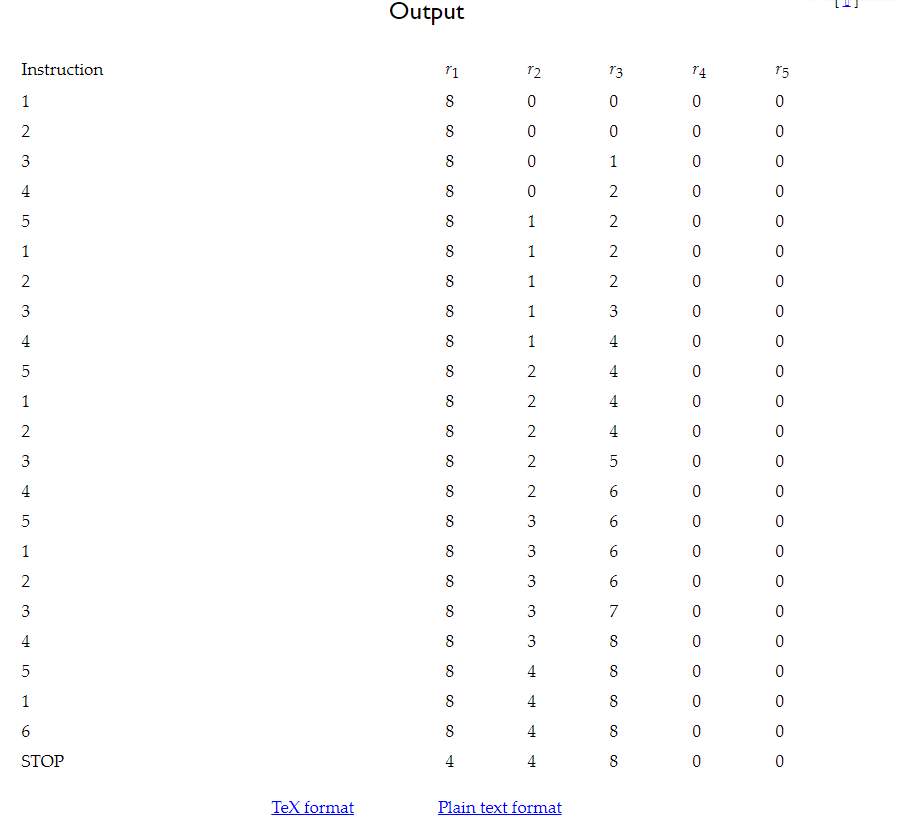 Output
Instruction r1 r2 r3 r4 r5
1 8 0 0 0 0
2 8 0 0 0 0
3 8 0 1 0 0
4 8 0 2 0 0
5 8 1 2 0 0
1 8 1 2 0 0
2 8 1 2 0 0
3 8 1 3 0 0
4 8 1 4 0 0
5 8 2 4 0 0
1 8 2 4 0 0
2 8 2 4 0 0
3 8 2 5 0 0
4 8 2 6 0 0
5 8 3 6 0 0
1 8 3 6 0 0
2 8 3 6 0 0
3 8 3 7 0 0
4 8 3 8 0 0
5 8 4 8 0 0
1 8 4 8 0 0
6 8 4 8 0 0
STOP 4 4 8 0 0
TeX format Plain text format